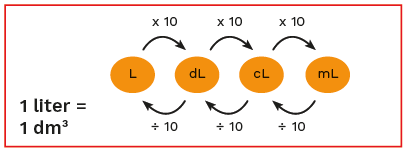 x 10 x 10 x 10
L dL cL mL
÷ 10 ÷ 10 ÷ 10
1 liter =
1 dm³